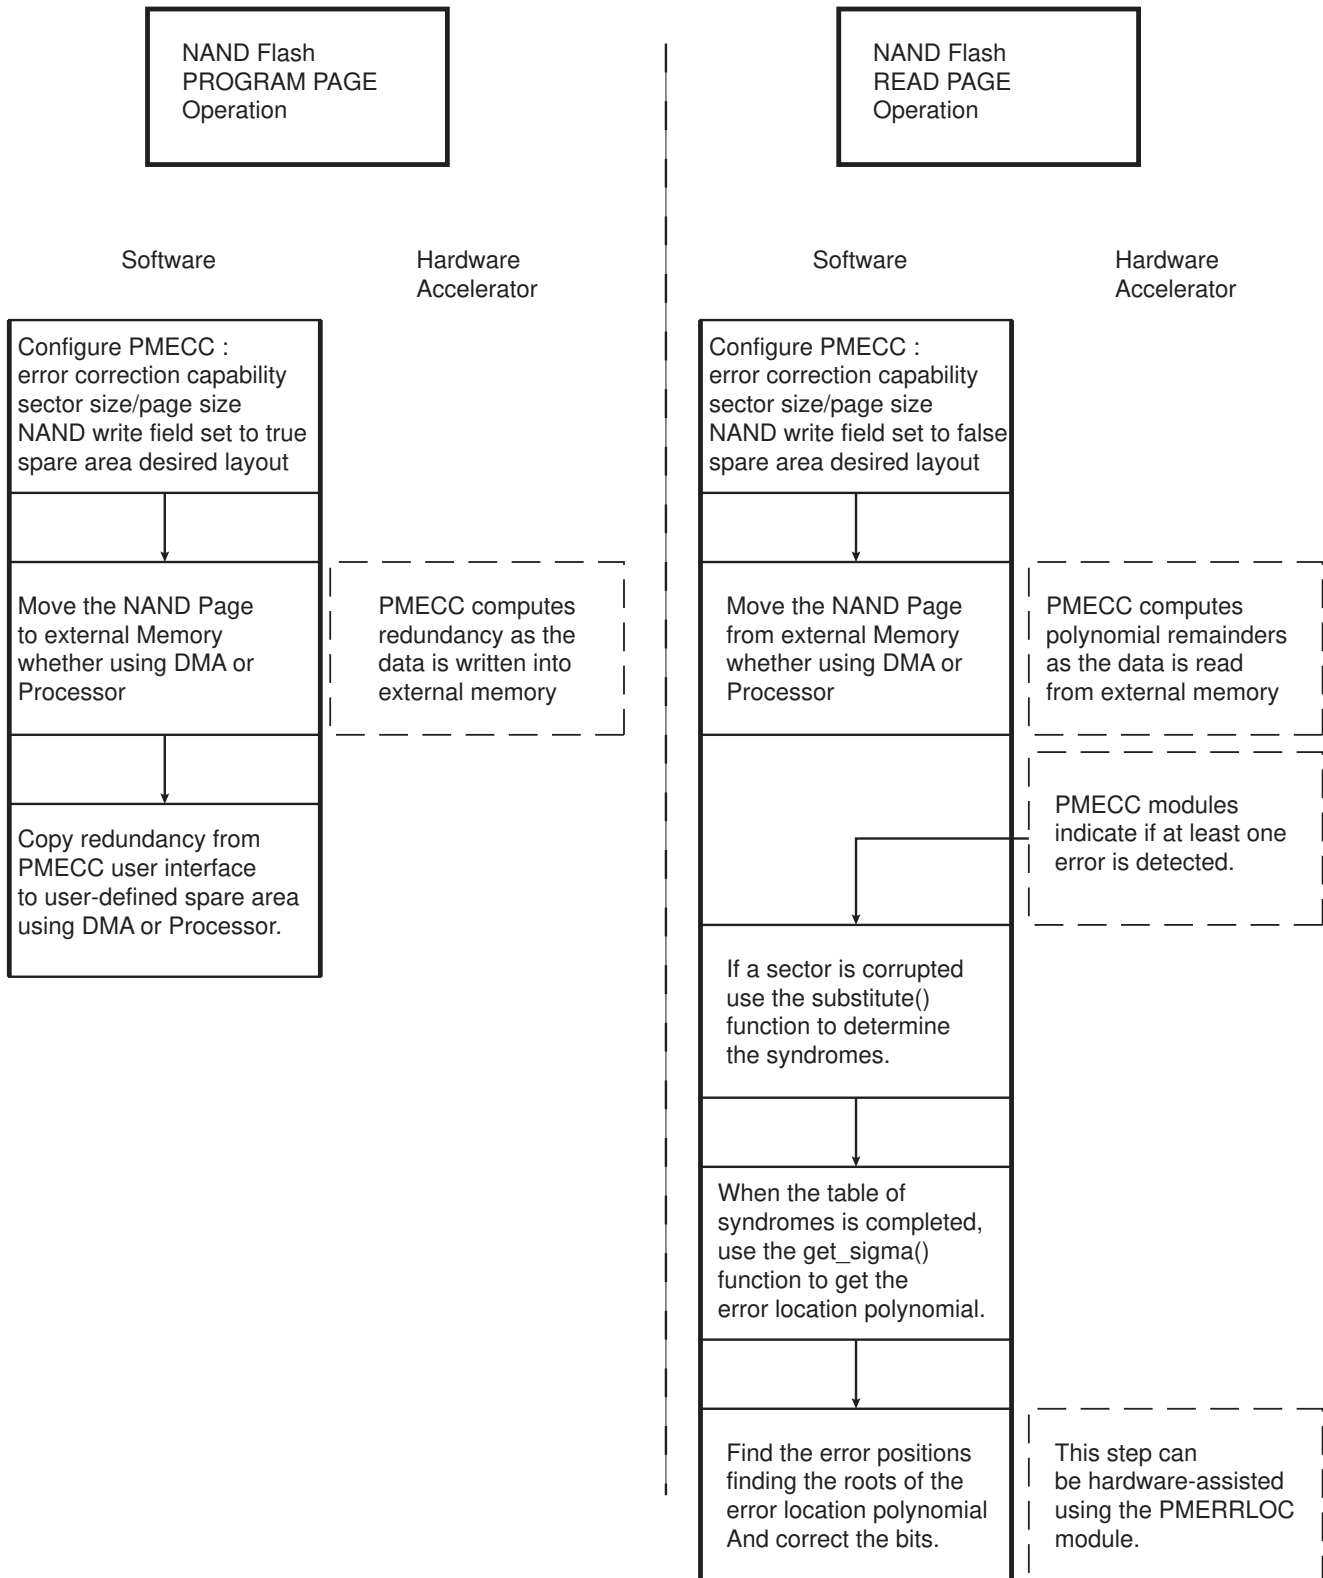 NAND Flash
PROGRAM PAGE
Operation
Software
Hardware
Accelerator
Configure PMECC :
error correction capability
sector size/page size
NAND write field set to true
spare area desired layout
Move the NAND Page
to external Memory
whether using DMA or
Processor
PMECC computes
redundancy as the
data is written into
external memory
Copy redundancy from
PMECC user interface
to user-defined spare area
using DMA or Processor.
NAND Flash
READ PAGE
Operation
Software
Hardware
Accelerator
Configure PMECC :
error correction capability
sector size/page size
NAND write field set to false
spare area desired layout
Move the NAND Page
from external Memory
whether using DMA or
Processor
PMECC computes
polynomial remainders
as the data is read
from external memory
PMECC modules
indicate if at least one
error is detected.
If a sector is corrupted
use the substitute()
function to determine
the syndromes.
When the table of
syndromes is completed,
use the get_sigma()
function to get the
error location polynomial.
Find the error positions
finding the roots of the
error location polynomial
And correct the bits.
This step can
be hardware-assisted
using the PMERRLOC
module.